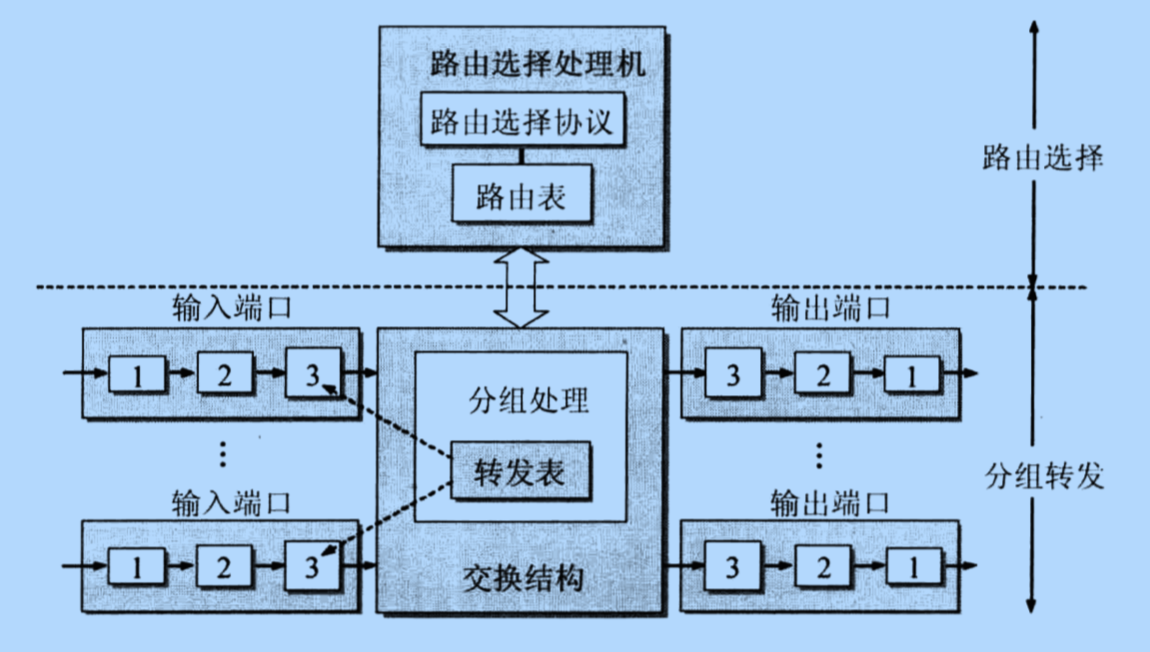 路由选择处理机
路由选择协议
路由表
路由选择
输入端口
输出端口
1 2 3
3 2 1
分组处理
转发表
分组转发
输入端口
输出端口
1 2 3
3 2 1
交换结构